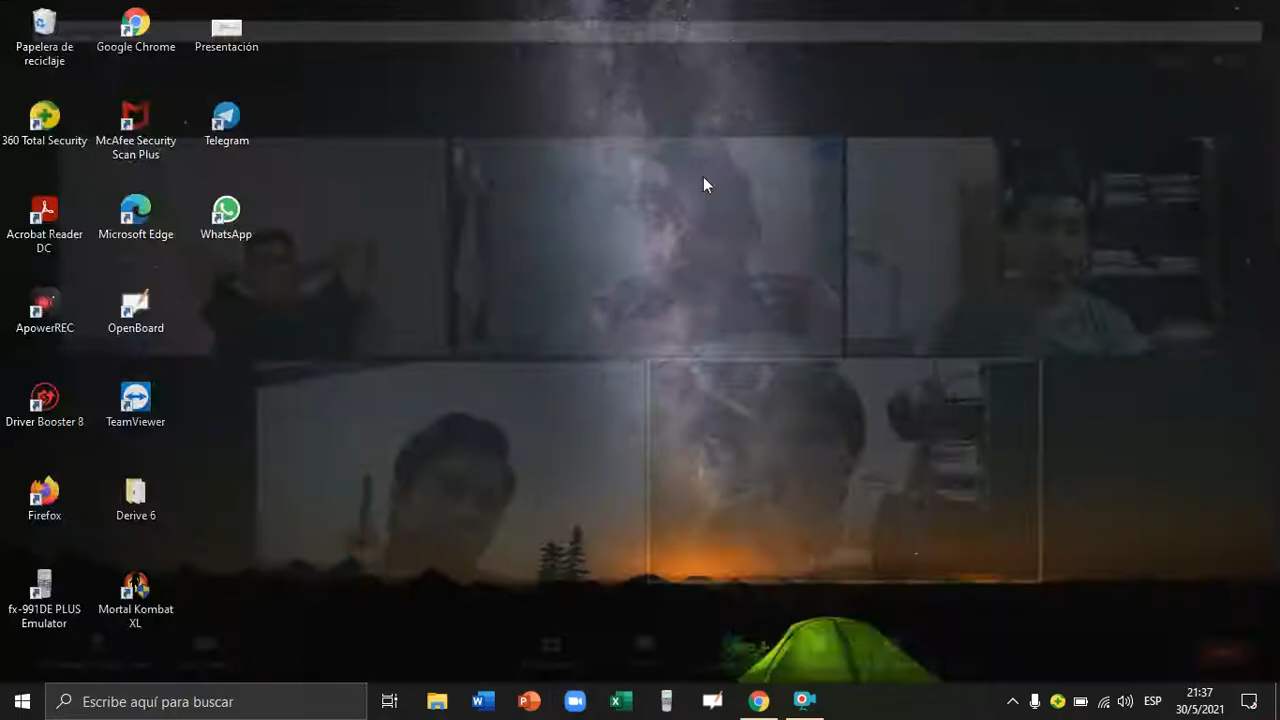 Papelera de
reciclaje
Google Chrome
Presentación
360 Total Security
McAfee Security
Scan Plus
Telegram
Acrobat Reader
DC
Microsoft Edge
WhatsApp
ApowerREC
OpenBoard
Driver Booster 8
TeamViewer
Firefox
Derive 6
fx-991DE PLUS
Emulator
Mortal Kombat
XL
Escribe aquí para buscar
ESP
21:37
30/5/2021